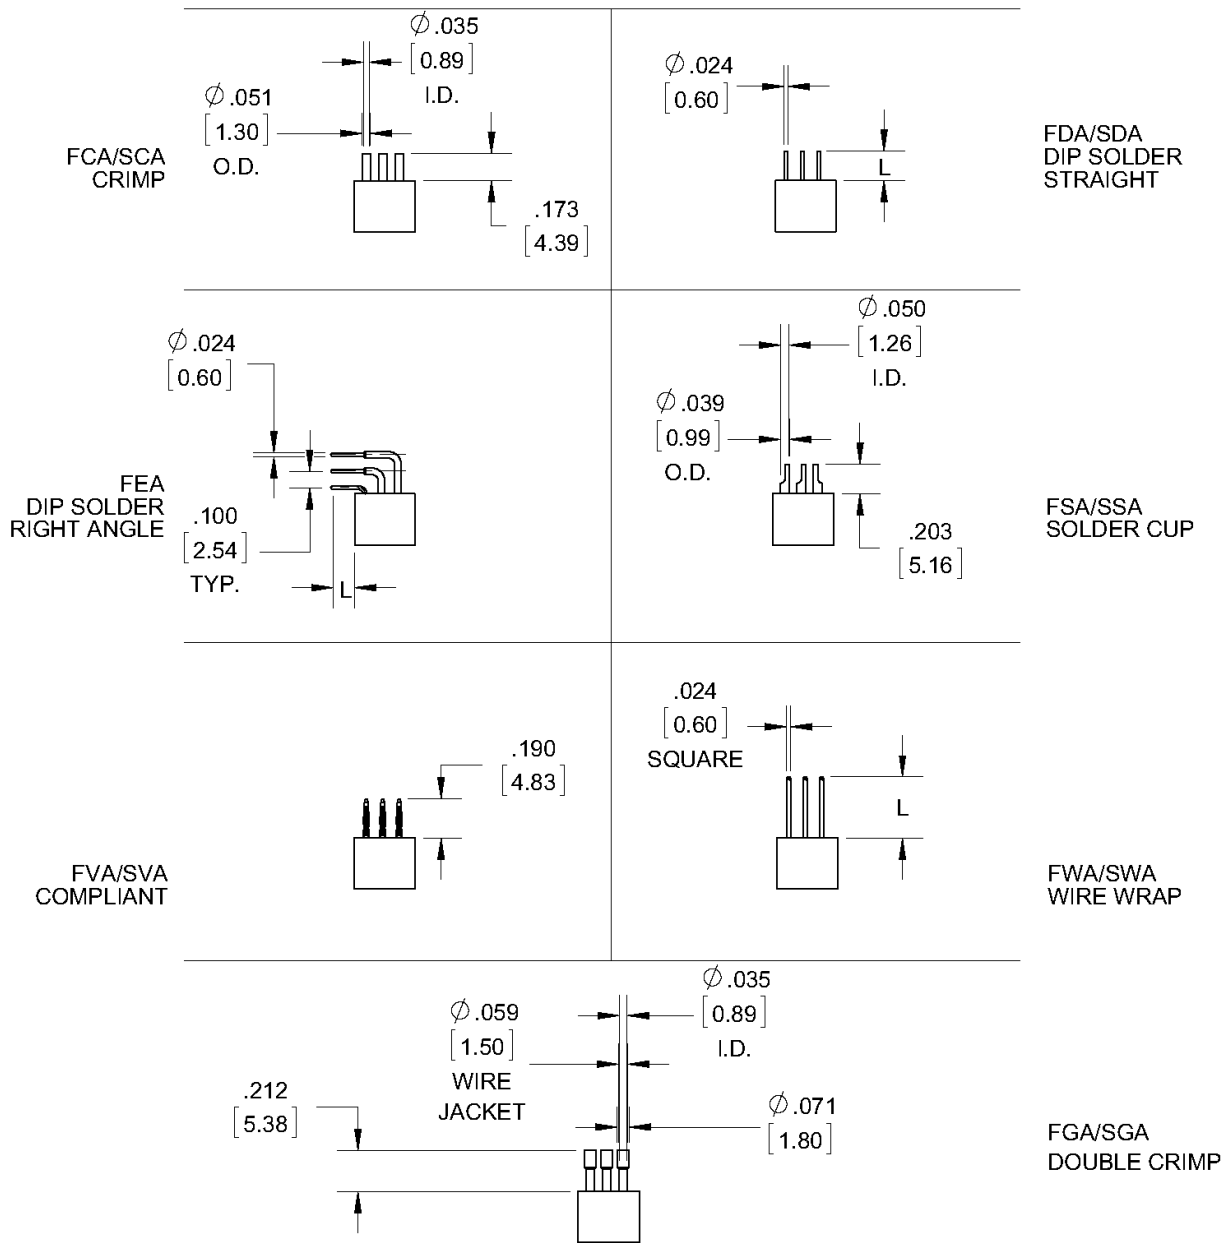 FCA/SCA
CRIMP
Ø .051
[1.30]
O.D.
Ø .035
[0.89]
I.D.
.173
[4.39]
Ø .024
[0.60]
L
FDA/SDA
DIP SOLDER
STRAIGHT
FEA
DIP SOLDER
RIGHT ANGLE
Ø .024
[0.60]
.100
[2.54]
TYP.
L
Ø .050
[1.26]
I.D.
Ø .039
[0.99]
O.D.
.203
[5.16]
FSA/SSA
SOLDER CUP
FVA/SVA
COMPLIANT
.190
[4.83]
.024
[0.60]
SQUARE
L
FWA/SWA
WIRE WRAP
.212
[5.38]
Ø .059
[1.50]
WIRE
JACKET
Ø .035
[0.89]
I.D.
Ø .071
[1.80]
FGA/SGA
DOUBLE CRIMP